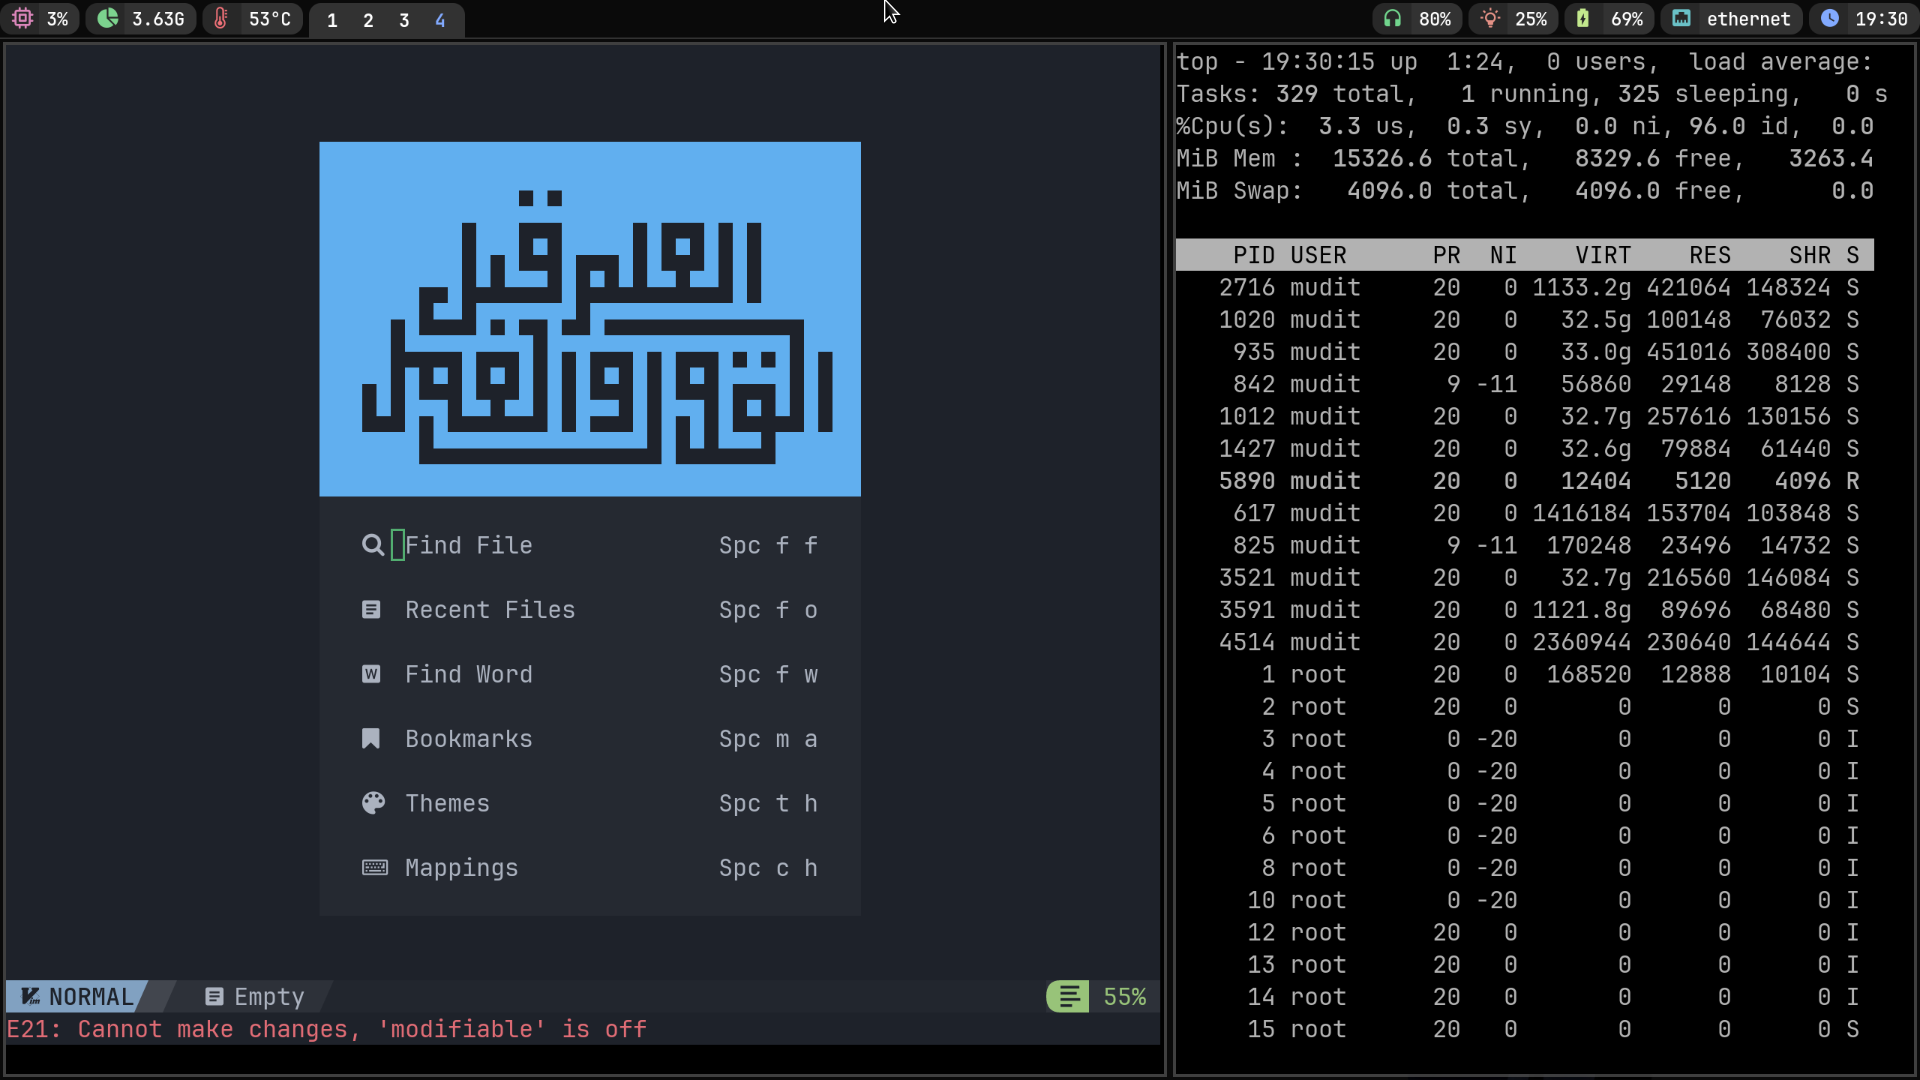 3% 3.63G 53°C 1 2 3 4 80% 25% 69% ethernet 19:30
Find File Spc f f
Recent Files Spc f o
Find Word Spc f w
Bookmarks Spc m a
Themes Spc t h
Mappings Spc c h
NORMAL Empty 55%
E21: Cannot make changes, 'modifiable' is off
top - 19:30:15 up 1:24, 0 users, load average:
Tasks: 329 total, 1 running, 325 sleeping, 0 s
%Cpu(s): 3.3 us, 0.3 sy, 0.0 ni, 96.0 id, 0.0
MiB Mem : 15326.6 total, 8329.6 free, 3263.4
MiB Swap: 4096.0 total, 4096.0 free, 0.0
PID USER PR NI VIRT RES SHR S
2716 mudit 20 0 1133.2g 421064 148324 S
1020 mudit 20 0 32.5g 100148 76032 S
935 mudit 20 0 33.0g 451016 308400 S
842 mudit 9 -11 56860 29148 8128 S
1012 mudit 20 0 32.7g 257616 130156 S
1427 mudit 20 0 32.6g 79884 61440 S
5890 mudit 20 0 12404 5120 4096 R
617 mudit 20 0 1416184 153704 103848 S
825 mudit 9 -11 170248 23496 14732 S
3521 mudit 20 0 32.7g 216560 146084 S
3591 mudit 20 0 1121.8g 89696 68480 S
4514 mudit 20 0 2360944 230640 144644 S
1 root 20 0 168520 12888 10104 S
2 root 20 0 0 0 0 S
3 root 0 -20 0 0 0 I
4 root 0 -20 0 0 0 I
5 root 0 -20 0 0 0 I
6 root 0 -20 0 0 0 I
8 root 0 -20 0 0 0 I
10 root 0 -20 0 0 0 I
12 root 20 0 0 0 0 I
13 root 20 0 0 0 0 I
14 root 20 0 0 0 0 I
15 root 20 0 0 0 0 S